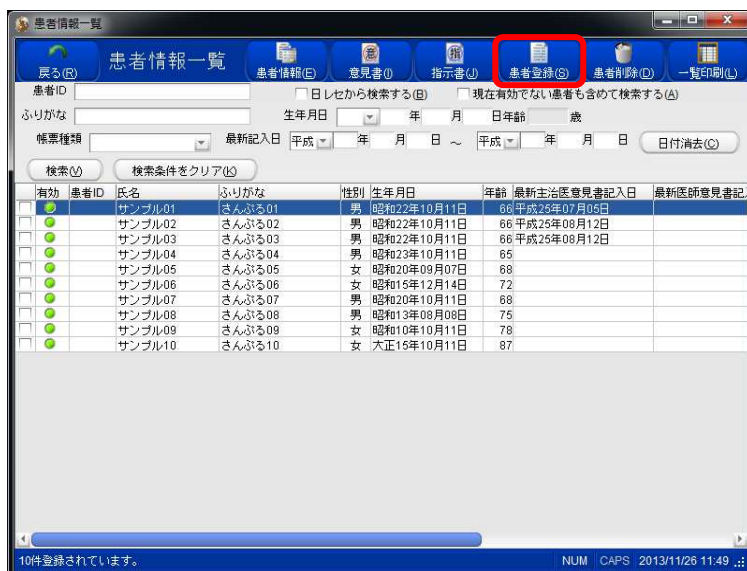 患者情報一覧
戻る(R) 患者情報一覧 患者情報(E) 意見書(I) 指示書(J) 患者登録(S) 患者削除(D) 一覧印刷(L)
患者ID 日レセから検索する(B) 現在有効でない患者も含めて検索する(A)
ふりがな 生年月日 年 月 日 年齢 歳
帳票種類 最新記入日 平成 年 月 日 ~ 平成 年 月 日 日付消去(C)
検索(V) 検索条件をクリア(K)
有効 患者ID 氏名 ふりがな 性別 生年月日 年齢 最新主治医意見書記入日 最新医師意見書記
サンプル01 さんぷる01 男 昭和22年10月11日 66 平成25年07月05日
サンプル02 さんぷる02 男 昭和22年10月11日 66 平成25年08月12日
サンプル03 さんぷる03 男 昭和22年10月11日 66 平成25年08月12日
サンプル04 さんぷる04 男 昭和23年10月11日 65
サンプル05 さんぷる05 女 昭和20年09月07日 68
サンプル06 さんぷる06 女 昭和15年12月14日 72
サンプル07 さんぷる07 男 昭和20年10月11日 68
サンプル08 さんぷる08 男 昭和13年08月08日 75
サンプル09 さんぷる09 女 昭和10年10月11日 78
サンプル10 さんぷる10 女 大正15年10月11日 87
10件登録されています。 NUM CAPS 2013/11/26 11:49